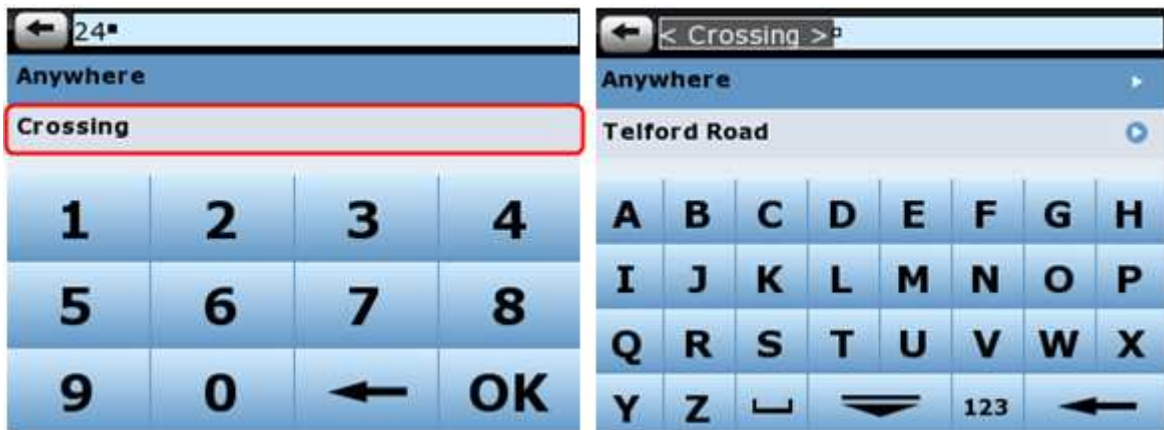 24
Anywhere
Crossing
1 2 3 4
5 6 7 8
9 0 OK
< Crossing >
Anywhere
Telford Road
A B C D E F G H
I J K L M N O P
Q R S T U V W X
Y Z 123